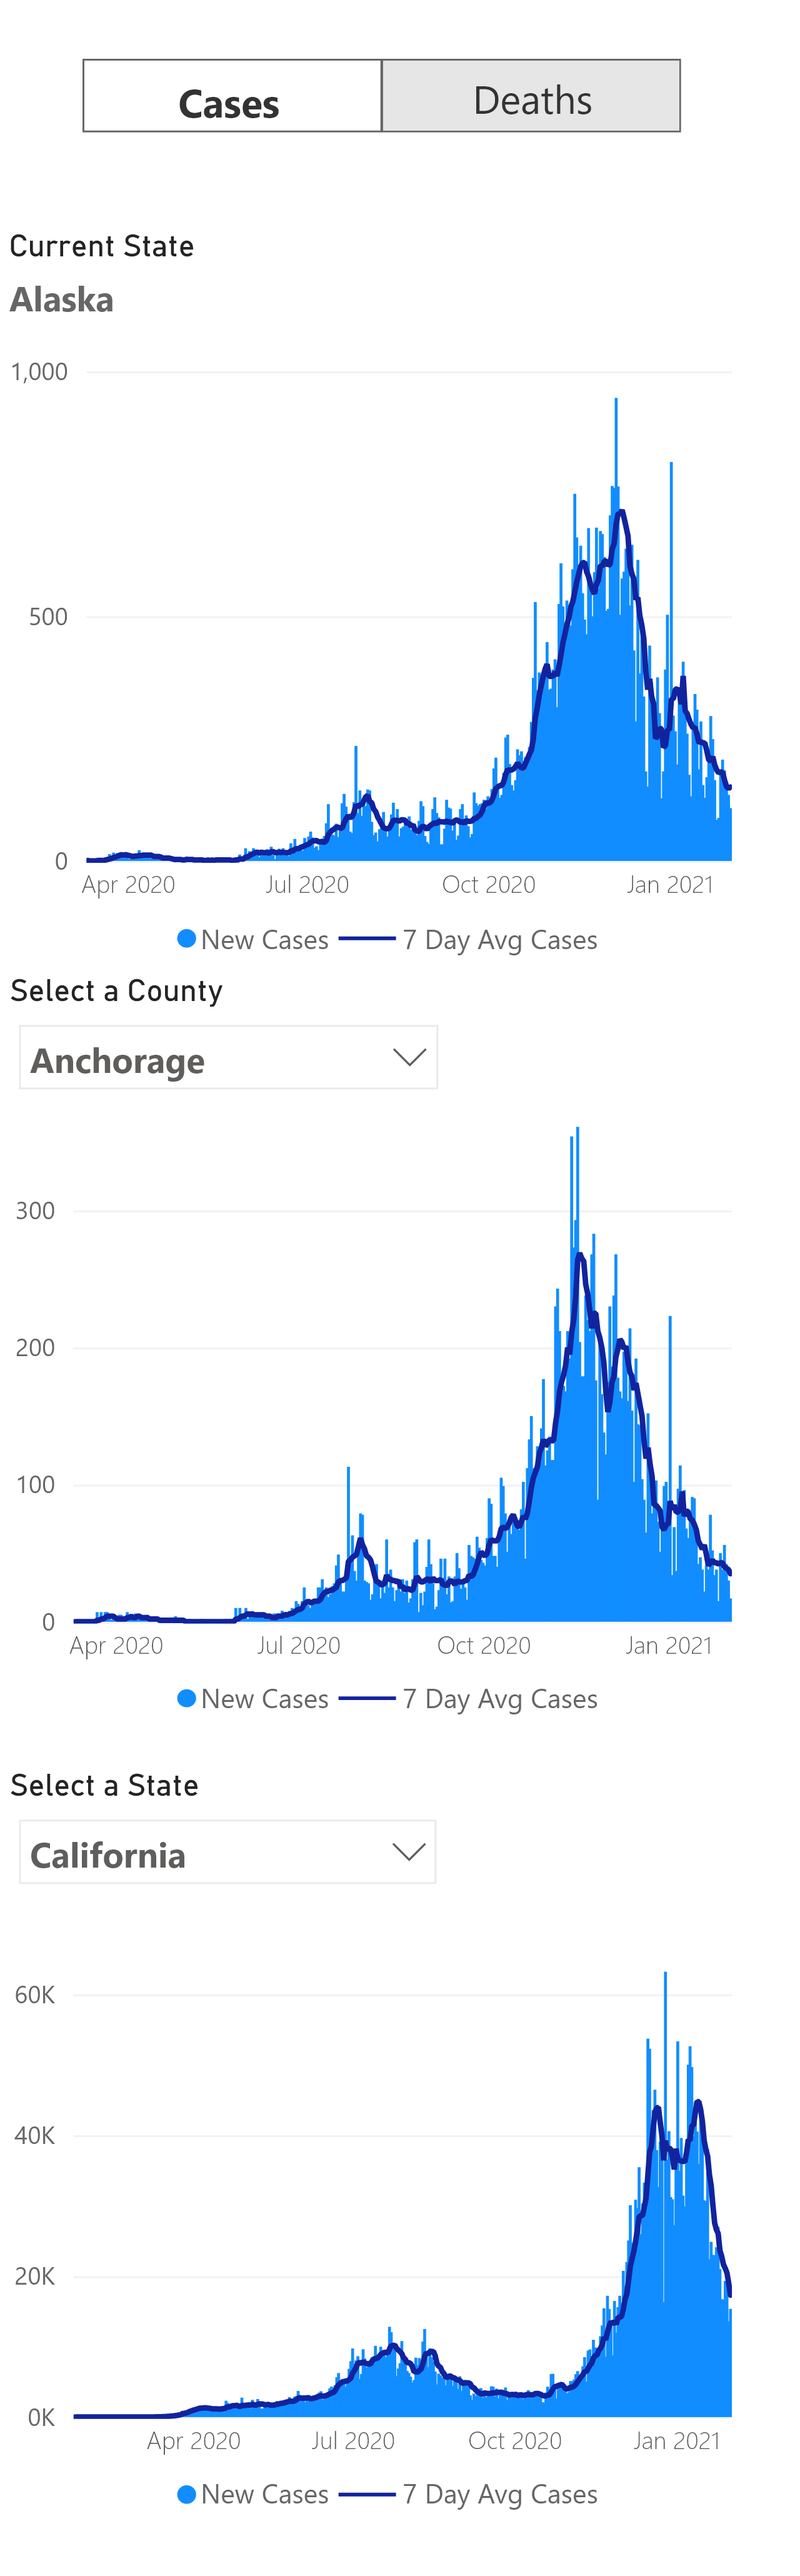 Cases Deaths
Current State
Alaska
1,000
500
0
Apr 2020 Jul 2020 Oct 2020 Jan 2021
New Cases 7 Day Avg Cases
Select a County
Anchorage
300
200
100
0
Apr 2020 Jul 2020 Oct 2020 Jan 2021
New Cases 7 Day Avg Cases
Select a State
California
60K
40K
20K
0K
Apr 2020 Jul 2020 Oct 2020 Jan 2021
New Cases 7 Day Avg Cases